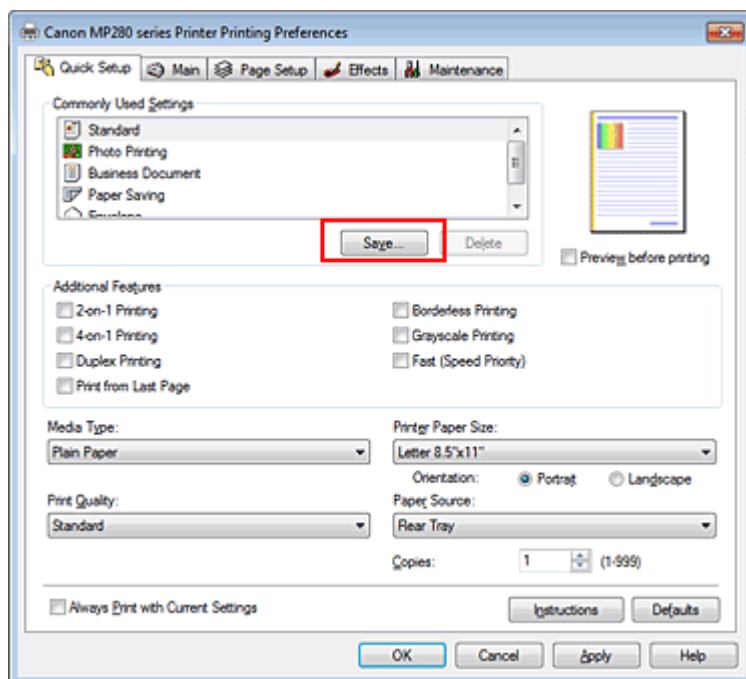 Canon MP280 series Printer Printing Preferences
Quick Setup Main Page Setup Effects Maintenance
Commonly Used Settings
Standard
Photo Printing
Business Document
Paper Saving
Envelope
Save... Delete
Preview before printing
Additional Features
2-on-1 Printing Borderless Printing
4-on-1 Printing Grayscale Printing
Duplex Printing Fast (Speed Priority)
Print from Last Page
Media Type: Printer Paper Size:
Plain Paper Letter 8.5"x11"
Orientation: Portrait Landscape
Print Quality: Paper Source:
Standard Rear Tray
Copies: 1 (1-999)
Always Print with Current Settings Instructions Defaults
OK Cancel Apply Help